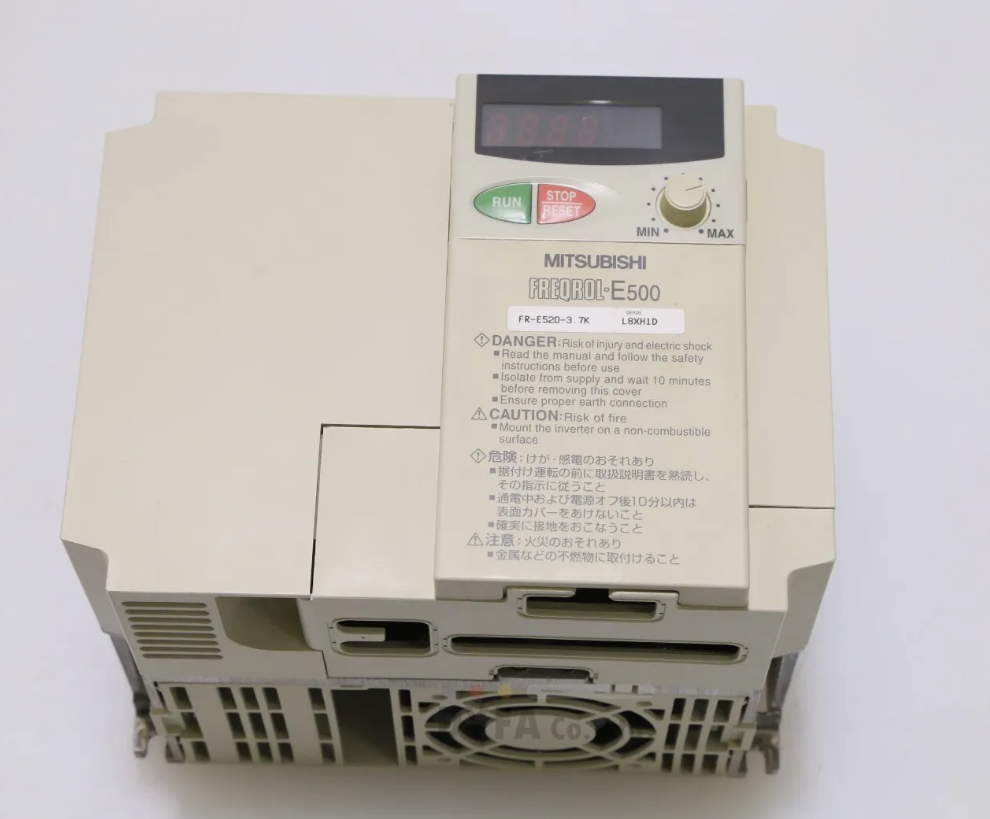 RUN
STOP
RESET
MIN
MAX
MITSUBISHI
FREQROL-E500
SERIAL
FR-E520-3.7K L8XH1D
DANGER:Risk of injury and electric shock
■Read the manual and follow the safety
instructions before use
■Isolate from supply and wait 10 minutes
before removing this cover
■Ensure proper earth connection
CAUTION:Risk of fire
■Mount the inverter on a non-combustible
surface
危険:けが・感電のおそれあり
■据付け運転の前に取扱説明書を熟読し、
その指示に従うこと
■通電中および電源オフ後10分以内は
表面カバーをあけないこと
■確実に接地をおこなうこと
注意:火災のおそれあり
■金属などの不燃物に取付けること
FA Co.